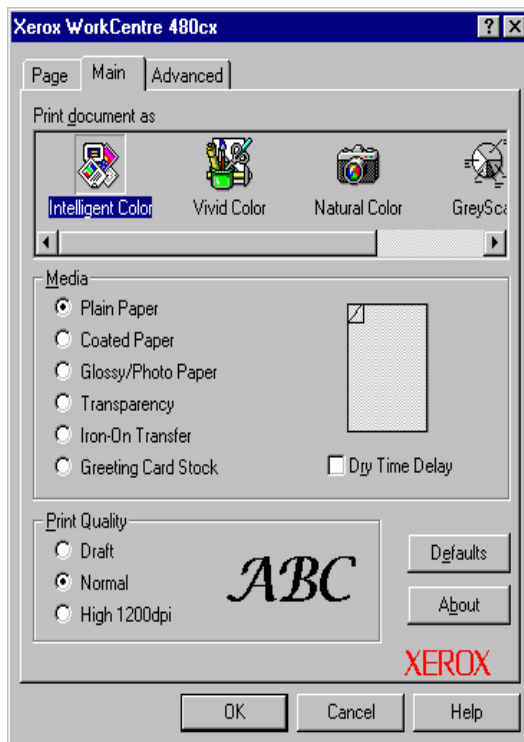 Xerox WorkCentre 480cx
Page Main Advanced
Print document as
Intelligent Color Vivid Color Natural Color GreySca
Media
Plain Paper
Coated Paper
Glossy/Photo Paper
Transparency
Iron-On Transfer
Greeting Card Stock
Dry Time Delay
Print Quality
Draft
Normal
High 1200dpi
ABC
Defaults
About
XEROX
OK Cancel Help